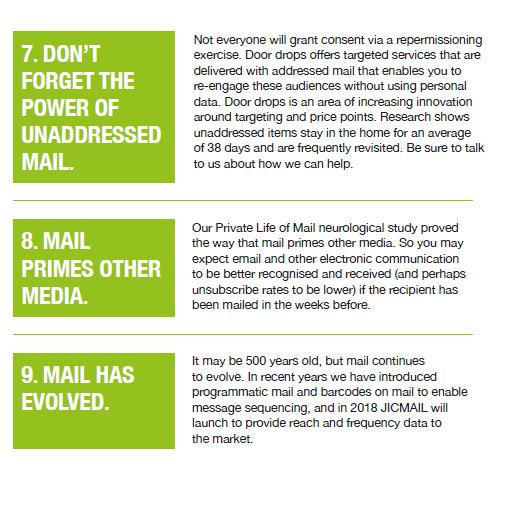 7. DON'T
FORGET THE
POWER OF
UNADDRESSED
MAIL.
Not everyone will grant consent via a repermissioning
exercise. Door drops offers targeted services that are
delivered with addressed mail that enables you to
re-engage these audiences without using personal
data. Door drops is an area of increasing innovation
around targeting and price points. Research shows
unaddressed items stay in the home for an average
of 38 days and are frequently revisited. Be sure to talk
to us about how we can help.
8. MAIL
PRIMES OTHER
MEDIA.
Our Private Life of Mail neurological study proved
the way that mail primes other media. So you may
expect email and other electronic communication
to be better recognised and received (and perhaps
unsubscribe rates to be lower) if the recipient has
been mailed in the weeks before.
9. MAIL HAS
EVOLVED.
It may be 500 years old, but mail continues
to evolve. In recent years we have introduced
programmatic mail and barcodes on mail to enable
message sequencing, and in 2018 JICMAIL will
launch to provide reach and frequency data to
the market.